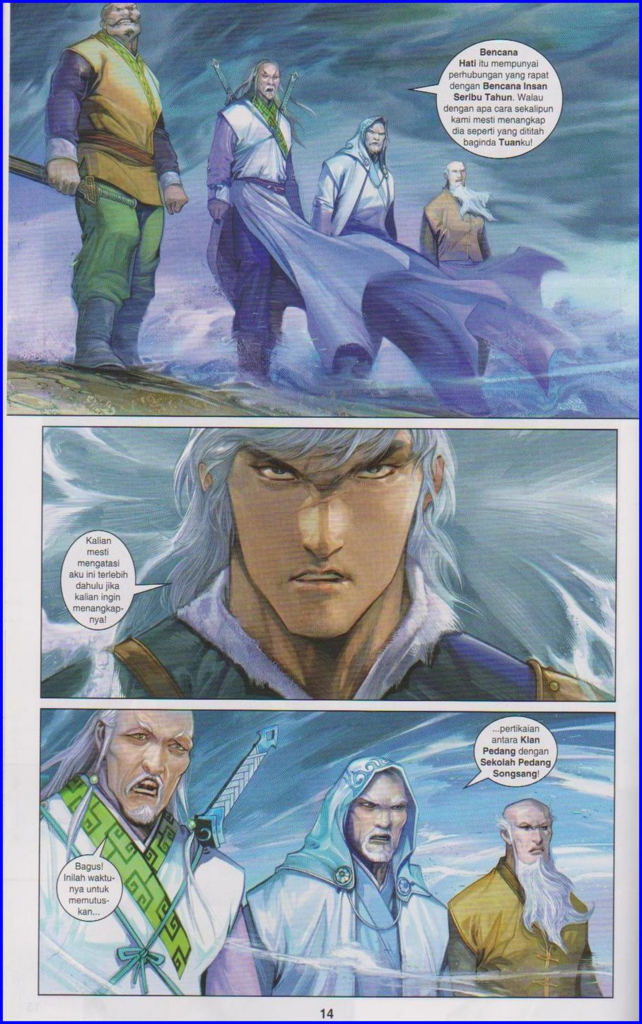 Bencana
Hati itu mempunyai
perhubungan yang rapat
dengan Bencana Insan
Seribu Tahun. Walau
dengan apa cara sekalipun
kami mesti menangkap
dia seperti yang dititah
baginda Tuanku!
Kalian
mesti
mengatasi
aku ini terlebih
dahulu jika
kalian ingin
menangkap-
nya!
Bagus!
Inilah waktu-
nya untuk
memutus-
kan...
...pertikaian
antara Klan
Pedang dengan
Sekolah Pedang
Songsang!
14